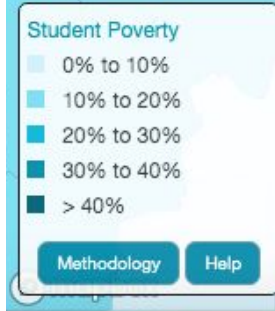 Student Poverty
0% to 10%
10% to 20%
20% to 30%
30% to 40%
> 40%
Methodology Help